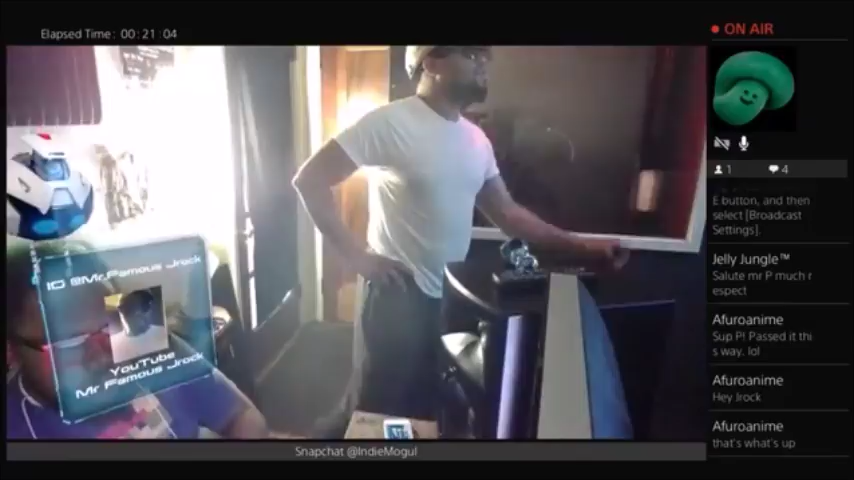 Elapsed Time: 00:21:04
ON AIR
1
4
E button, and then
select [Broadcast
Settings].
Jelly Jungle™
Salute mr P much r
espect
Afuroanime
Sup P! Passed it thi
s way. lol
Afuroanime
Hey Jrock
Afuroanime
that's what's up
ID @Mr.Famous Jrock
YouTube
Mr Famous Jrock
Snapchat @IndieMogul